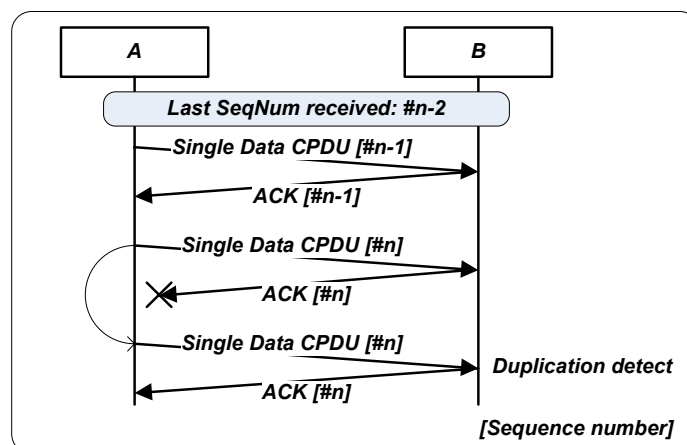 A
B
Last SeqNum received: #n-2
Single Data CPDU [#n-1]
ACK [#n-1]
Single Data CPDU [#n]
ACK [#n]
Single Data CPDU [#n]
Duplication detect
ACK [#n]
[Sequence number]